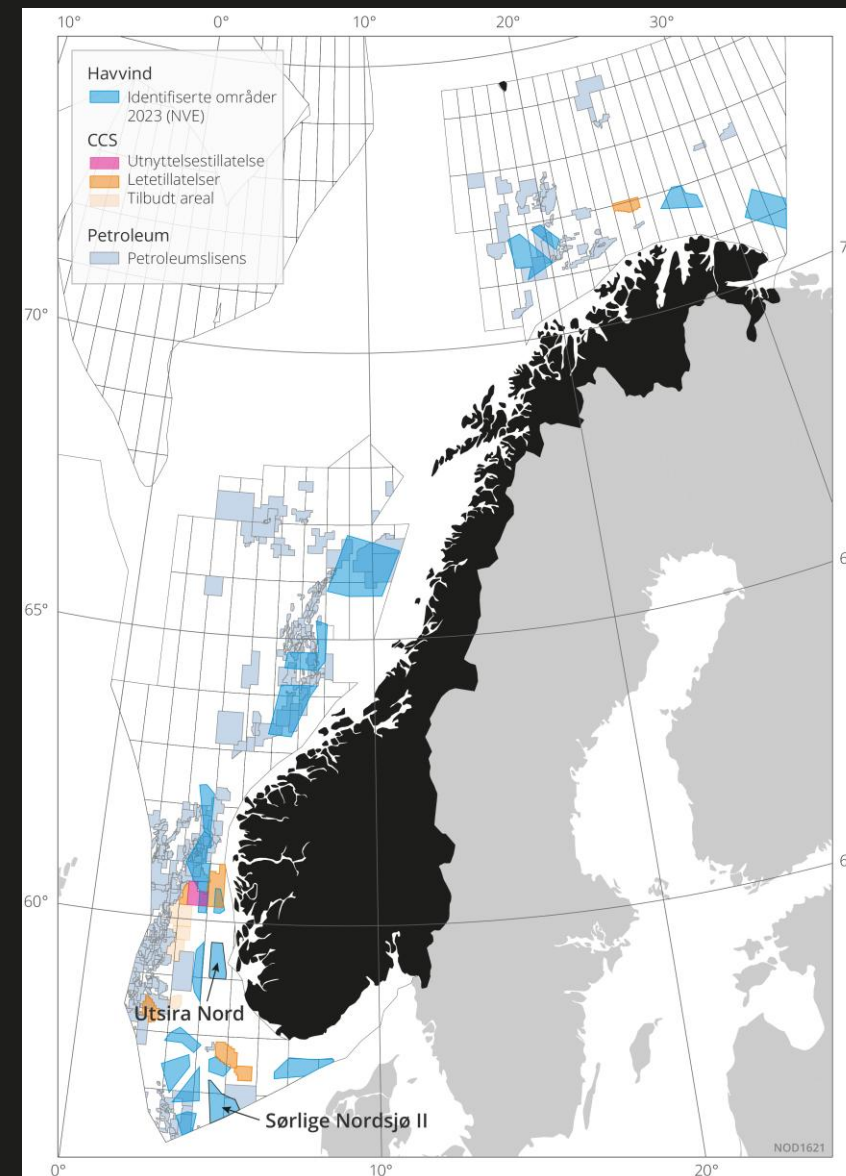 10°
0°
10°
20°
30°
Havvind
Identifiserte områder
2023 (NVE)
CCS
Utnyttelsestillatelse
Letetillatelser
Tilbudt areal
Petroleum
Petroleumslisens
70°
65°
60°
Utsira Nord
Sørlige Nordsjø II
NOD1621
0°
10°
20°